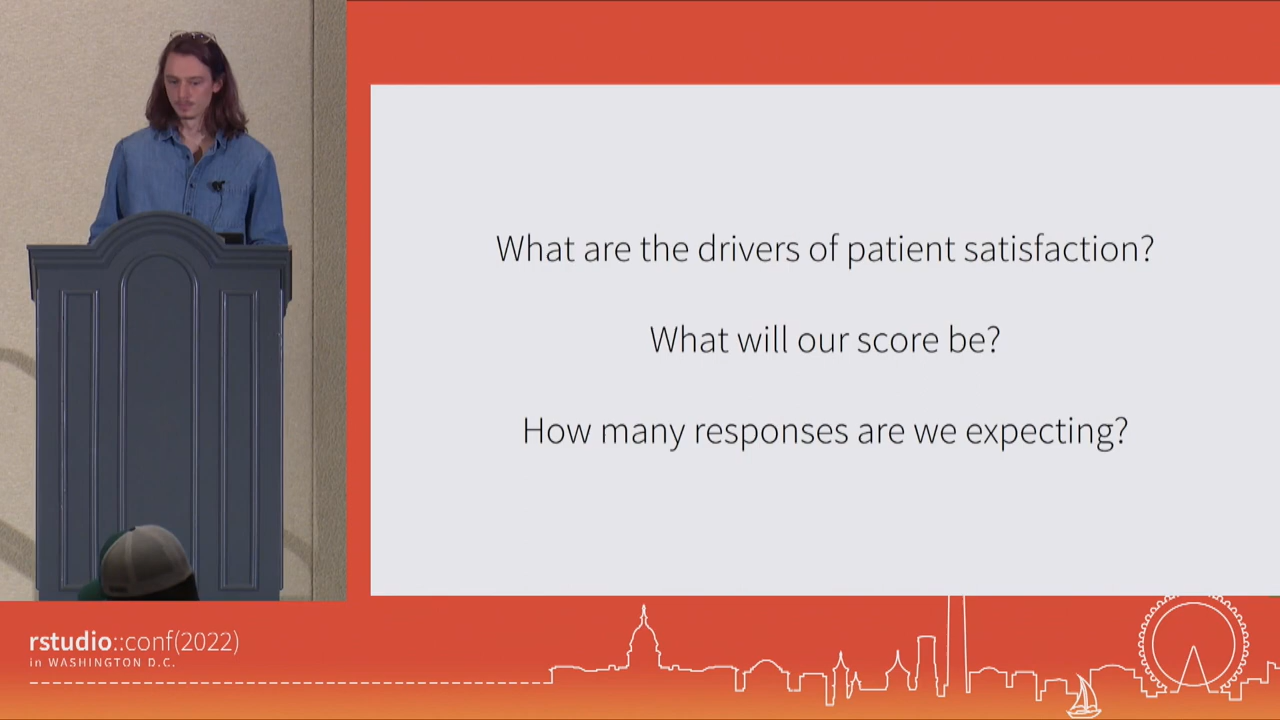 What are the drivers of patient satisfaction?
What will our score be?
How many responses are we expecting?
rstudio::conf(2022)
in WASHINGTON D.C.